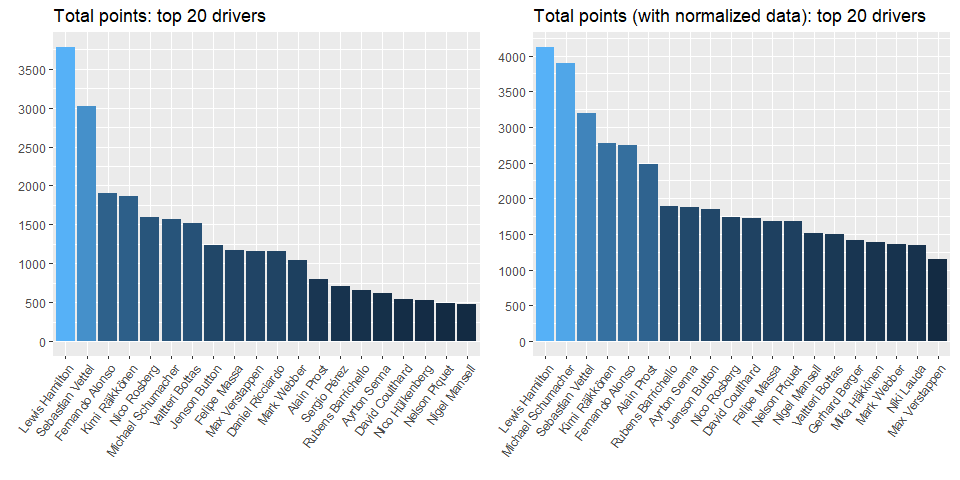 Total points: top 20 drivers
3500
3000
2500
2000
1500
1000
500
0
Lewis Hamilton
Sebastian Vettel
Fernando Alonso
Kimi Räikkönen
Nico Rosberg
Michael Schumacher
Valtteri Bottas
Jenson Button
Felipe Massa
Max Verstappen
Daniel Ricciardo
Mark Webber
Alain Prost
Sergio Pérez
Rubens Barrichello
Ayrton Senna
David Coulthard
Nico Hülkenberg
Nelson Piquet
Nigel Mansell
Total points (with normalized data): top 20 drivers
4000
3500
3000
2500
2000
1500
1000
500
0
Lewis Hamilton
Michael Schumacher
Sebastian Vettel
Kimi Räikkönen
Fernando Alonso
Alain Prost
Rubens Barrichello
Ayrton Senna
Jenson Button
Nico Rosberg
David Coulthard
Felipe Massa
Nelson Piquet
Nigel Mansell
Valtteri Bottas
Gerhard Berger
Mika Häkkinen
Mark Webber
Niki Lauda
Max Verstappen